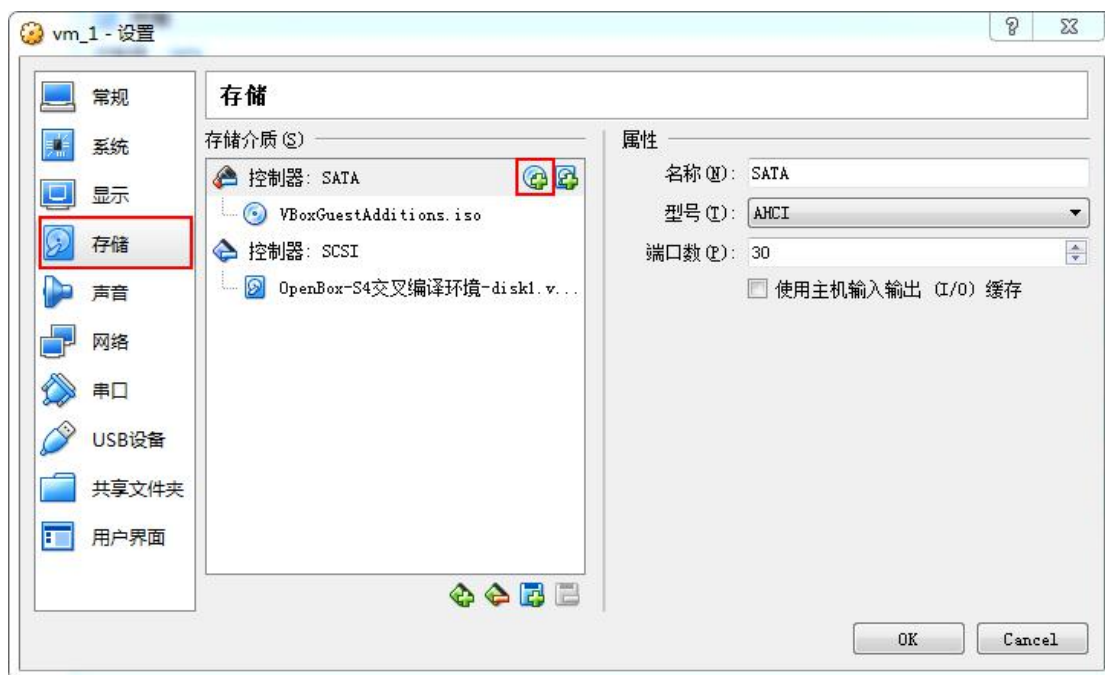 vm_1 - 设置
常规
系统
显示
存储
声音
网络
串口
USB设备
共享文件夹
用户界面
存储
存储介质(S)
控制器: SATA
VBoxGuestAdditions.iso
控制器: SCSI
OpenBox-S4交叉编译环境-disk1.v...
属性
名称(N): SATA
型号(T): AHCI
端口数(P): 30
使用主机输入输出 (I/O) 缓存
OK
Cancel